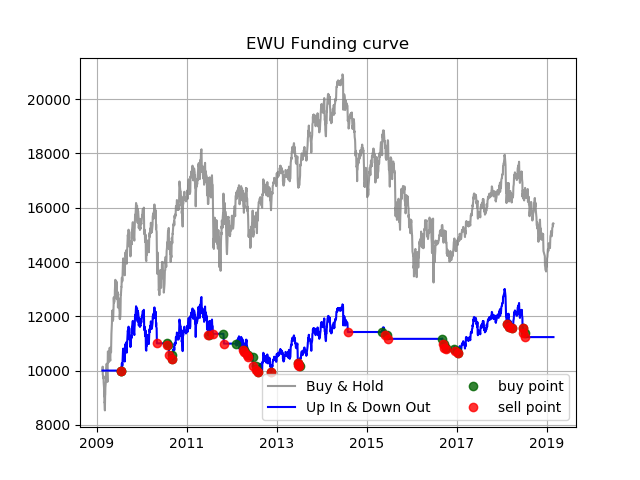 EWU Funding curve
20000
18000
16000
14000
12000
10000
8000
2009
2011
2013
2015
2017
2019
Buy & Hold
Up In & Down Out
buy point
sell point